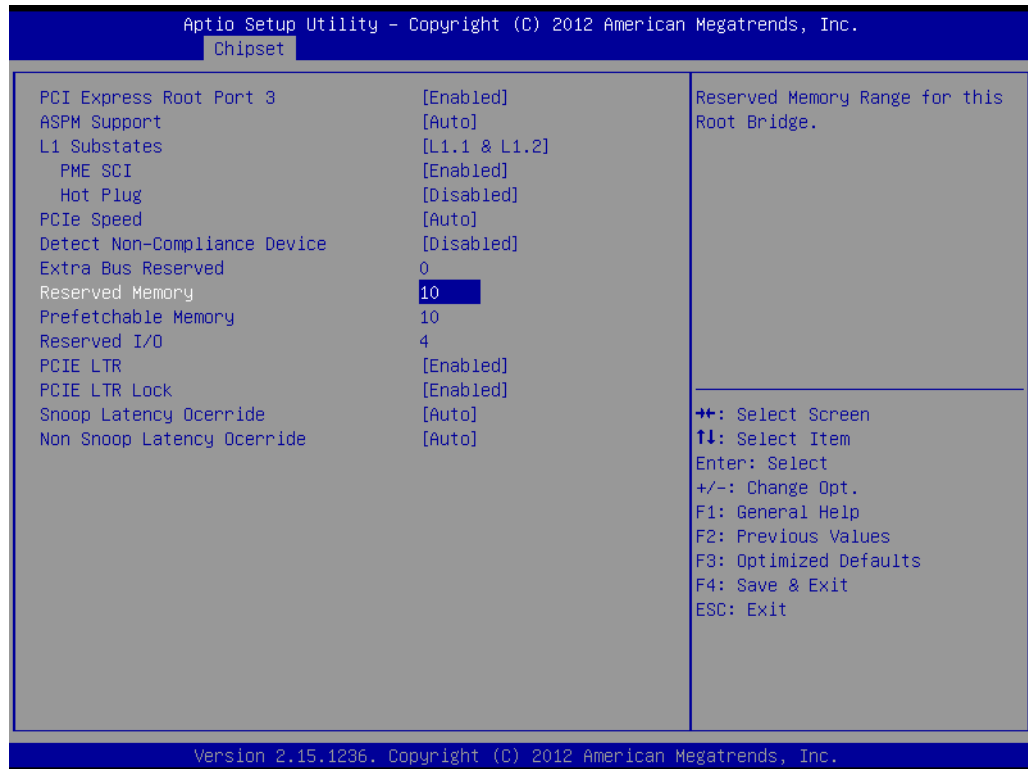 Aptio Setup Utility – Copyright (C) 2012 American Megatrends, Inc.
Chipset
PCI Express Root Port 3 [Enabled]
ASPM Support [Auto]
L1 Substates [L1.1 & L1.2]
PME SCI [Enabled]
Hot Plug [Disabled]
PCIe Speed [Auto]
Detect Non-Compliance Device [Disabled]
Extra Bus Reserved 0
Reserved Memory 10
Prefetchable Memory 10
Reserved I/O 4
PCIE LTR [Enabled]
PCIE LTR Lock [Enabled]
Snoop Latency Ocerride [Auto]
Non Snoop Latency Ocerride [Auto]
Reserved Memory Range for this
Root Bridge.
→←: Select Screen
↑↓: Select Item
Enter: Select
+/-: Change Opt.
F1: General Help
F2: Previous Values
F3: Optimized Defaults
F4: Save & Exit
ESC: Exit
Version 2.15.1236. Copyright (C) 2012 American Megatrends, Inc.